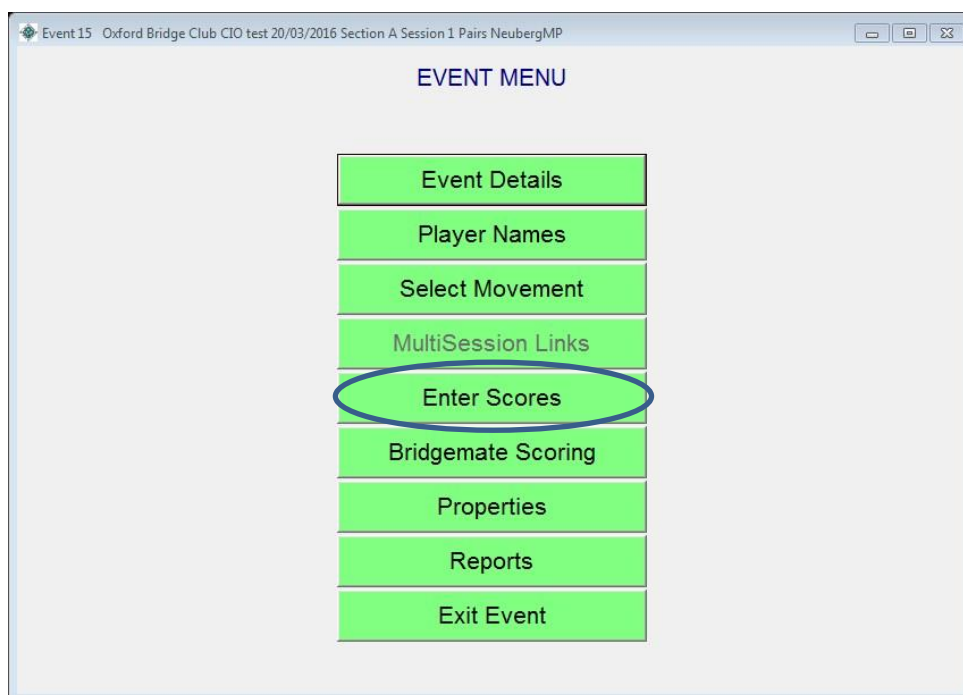 Event 15 Oxford Bridge Club CIO test 20/03/2016 Section A Session 1 Pairs NeubergMP
EVENT MENU
Event Details
Player Names
Select Movement
MultiSession Links
Enter Scores
Bridgemate Scoring
Properties
Reports
Exit Event